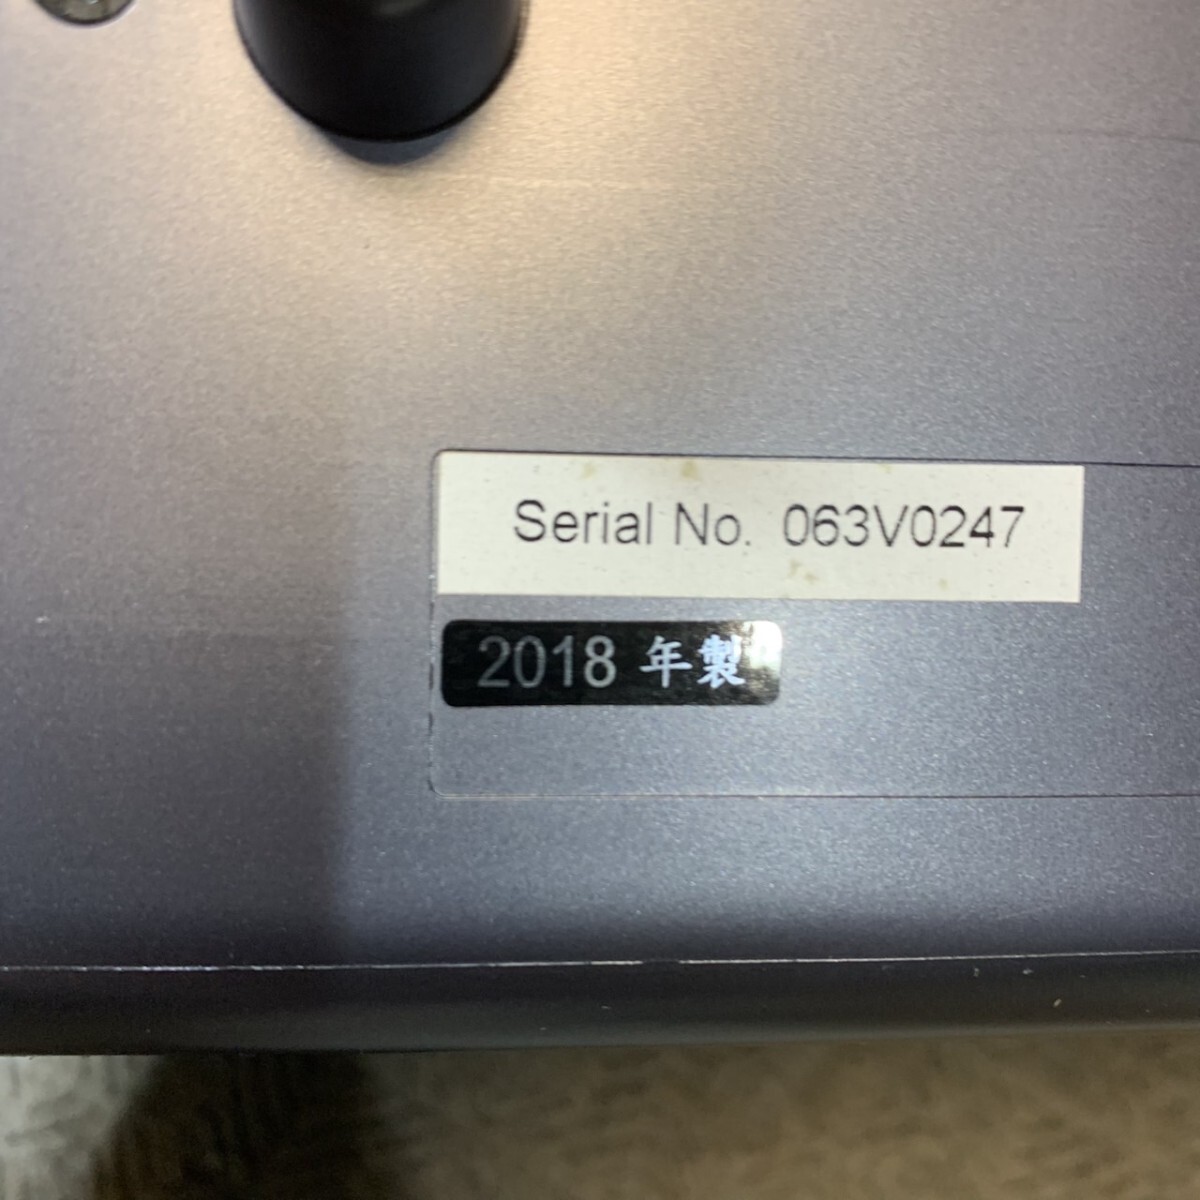 Serial No. 063V0247
2018 年製